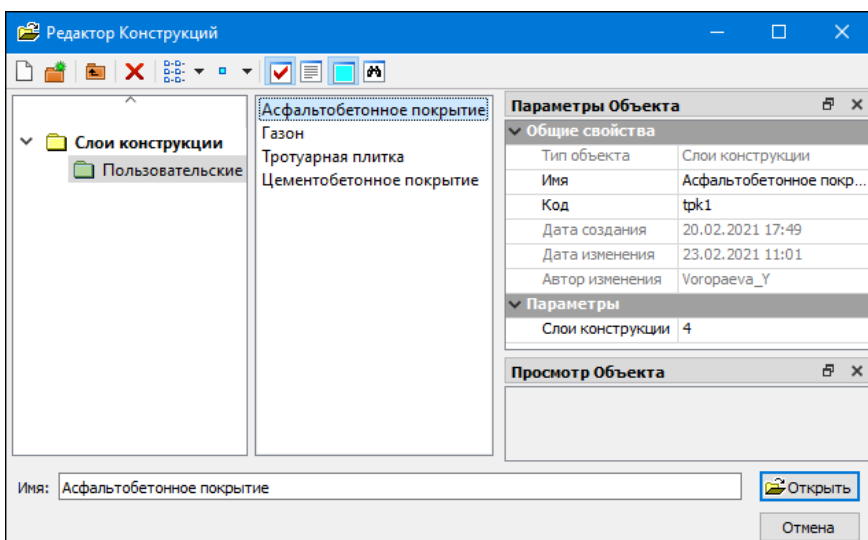 Редактор Конструкций
Слои конструкции
Пользовательские
Асфальтобетонное покрытие
Газон
Тротуарная плитка
Цементобетонное покрытие
Параметры Объекта
Общие свойства
Тип объекта Слои конструкции
Имя Асфальтобетонное покр...
Код tpk1
Дата создания 20.02.2021 17:49
Дата изменения 23.02.2021 11:01
Автор изменения Voropaeva_Y
Параметры
Слои конструкции 4
Просмотр Объекта
Имя: Асфальтобетонное покрытие
Открыть
Отмена